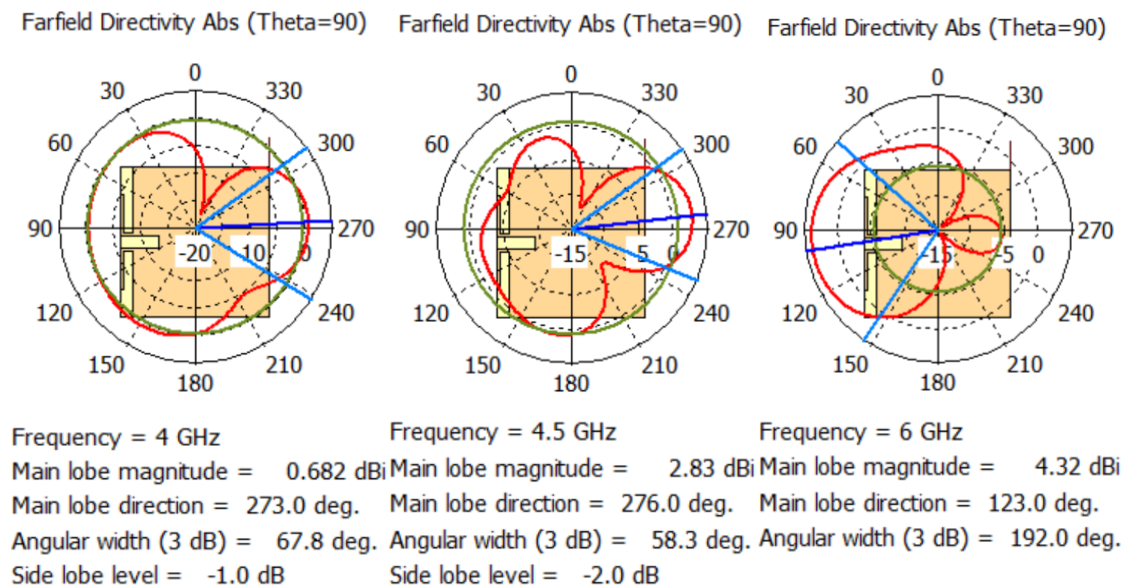 Farfield Directivity Abs (Theta=90)
0
30
330
60
300
90
270
-20
-10
0
120
240
150
210
180
Frequency = 4 GHz
Main lobe magnitude = 0.682 dBi
Main lobe direction = 273.0 deg.
Angular width (3 dB) = 67.8 deg.
Side lobe level = -1.0 dB
Farfield Directivity Abs (Theta=90)
0
30
330
60
300
90
270
-15
-5
0
120
240
150
210
180
Frequency = 4.5 GHz
Main lobe magnitude = 2.83 dBi
Main lobe direction = 276.0 deg.
Angular width (3 dB) = 58.3 deg.
Side lobe level = -2.0 dB
Farfield Directivity Abs (Theta=90)
0
30
330
60
300
90
270
-15
-5
0
120
240
150
210
180
Frequency = 6 GHz
Main lobe magnitude = 4.32 dBi
Main lobe direction = 123.0 deg.
Angular width (3 dB) = 192.0 deg.